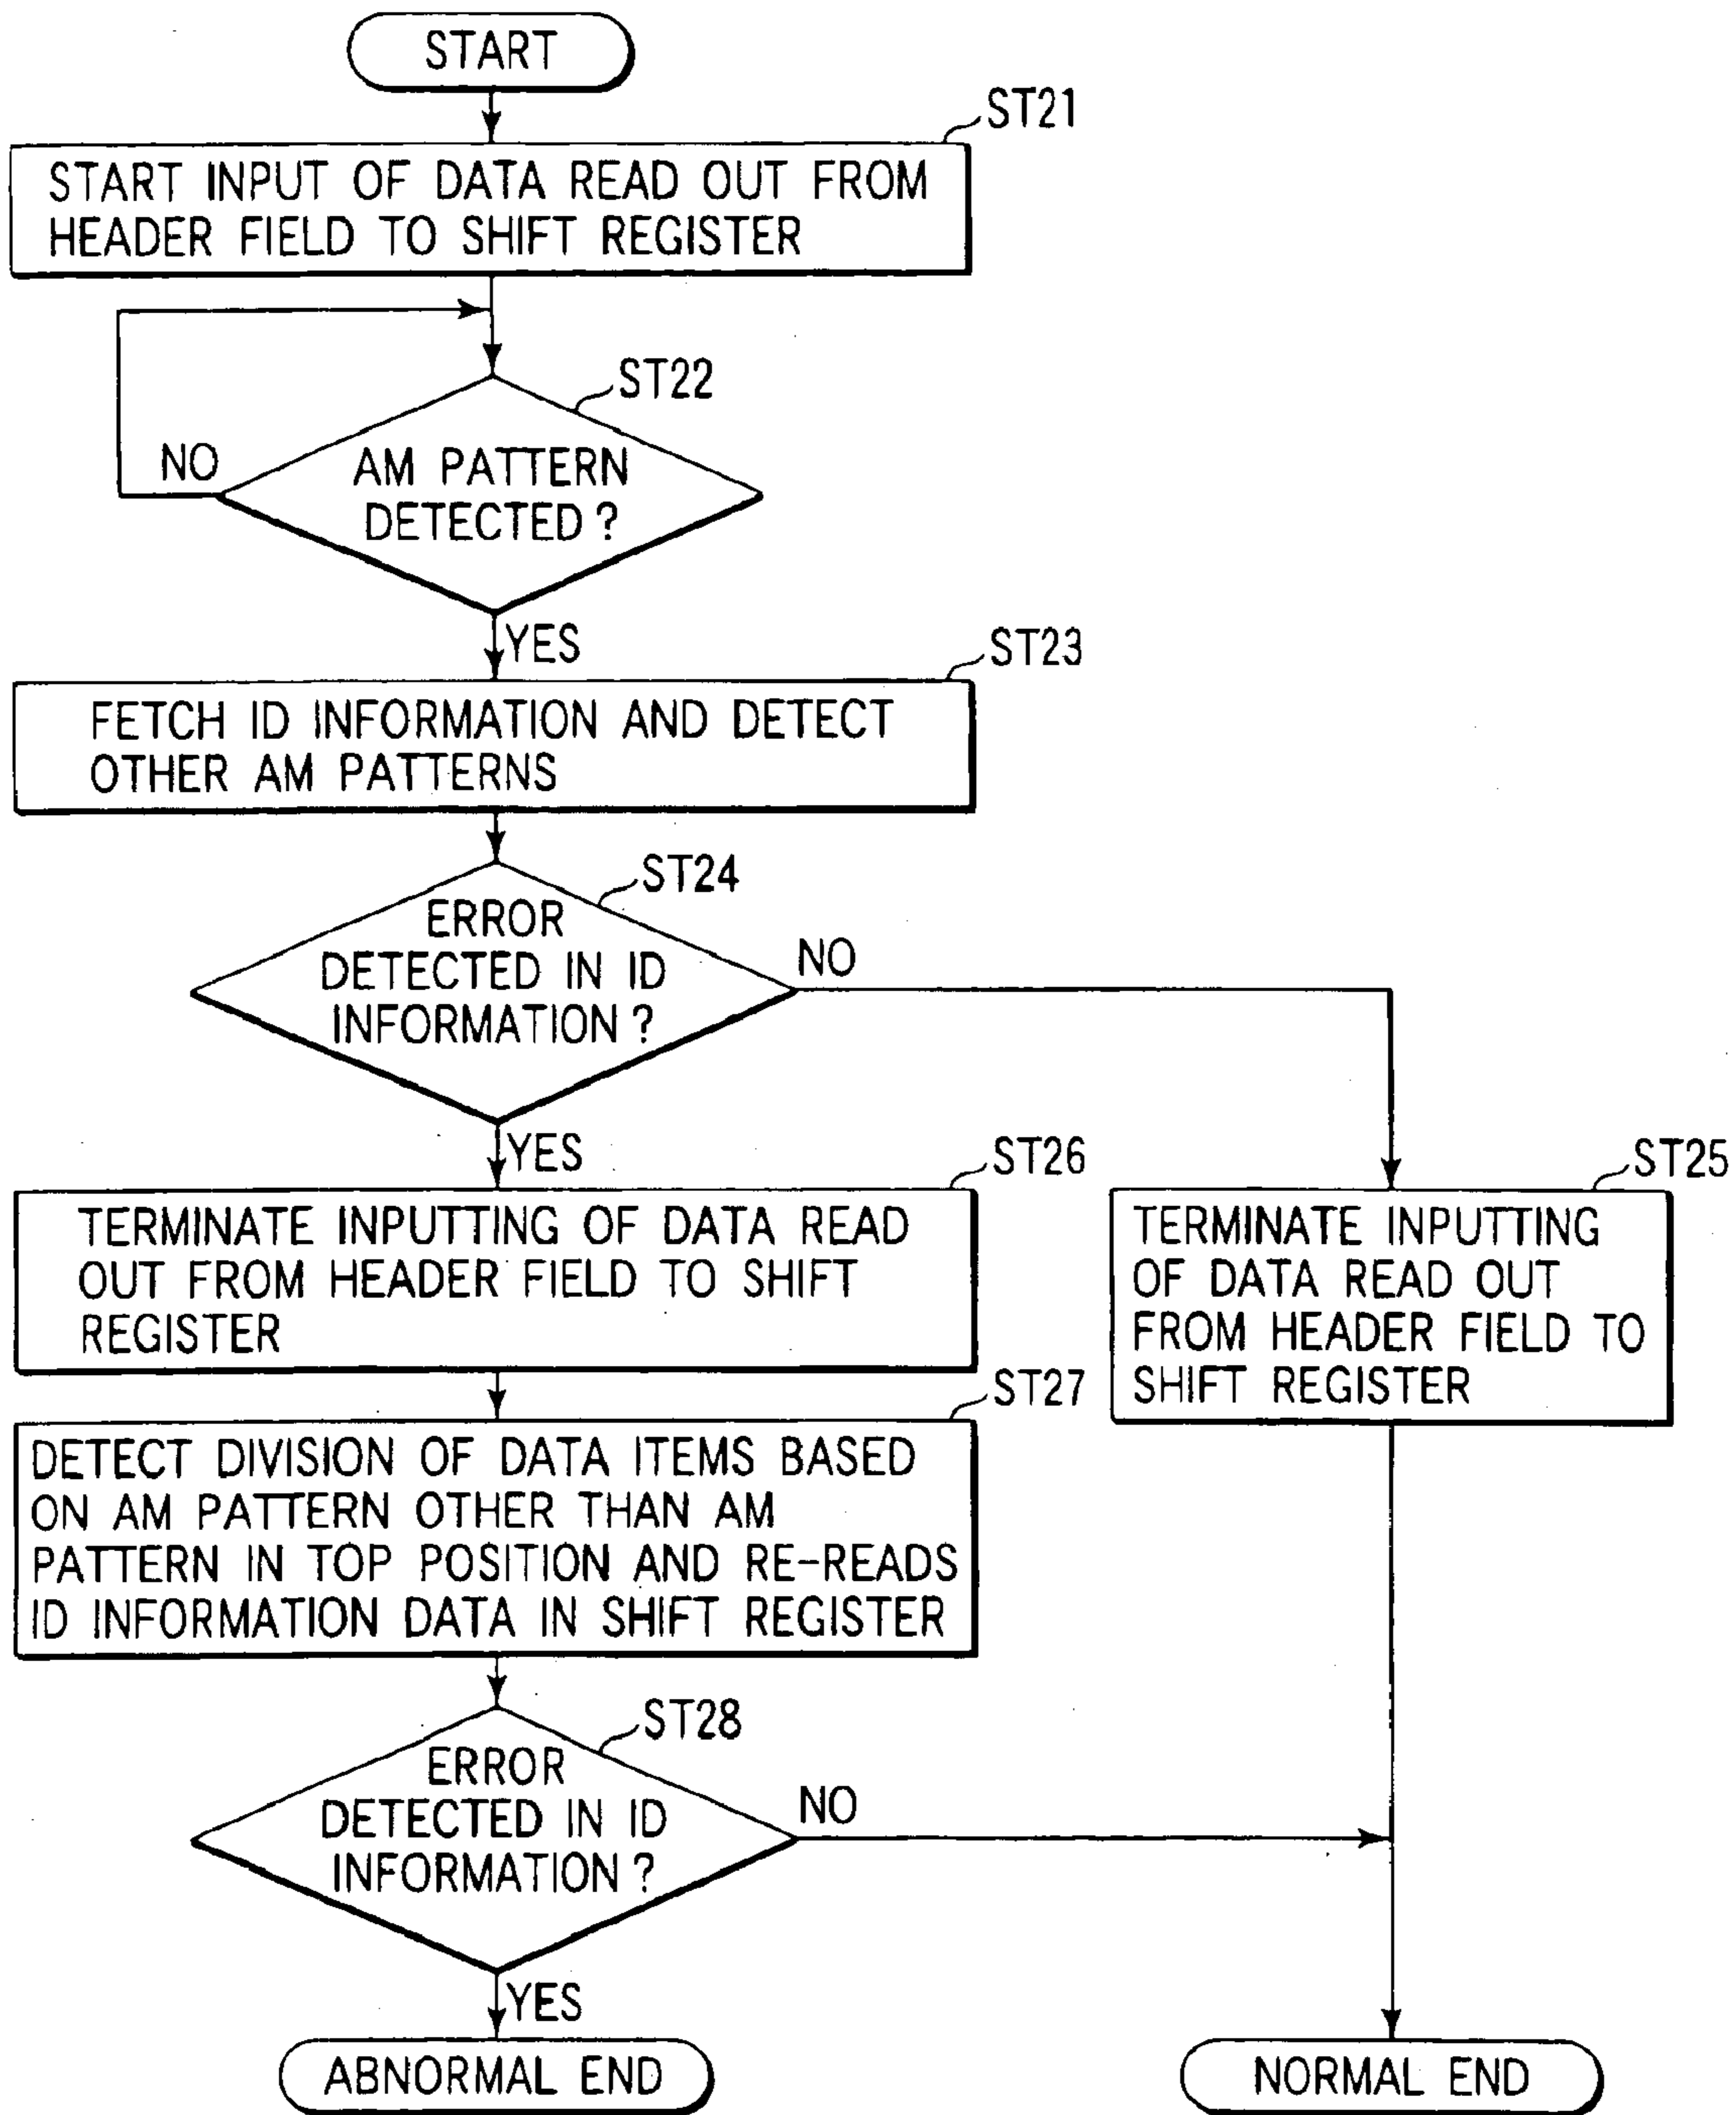 START
ST21
START INPUT OF DATA READ OUT FROM
HEADER FIELD TO SHIFT REGISTER
ST22
NO
AM PATTERN
DETECTED ?
YES
ST23
FETCH ID INFORMATION AND DETECT
OTHER AM PATTERNS
ST24
ERROR
DETECTED IN ID
INFORMATION ?
NO
YES
ST26
TERMINATE INPUTTING OF DATA READ
OUT FROM HEADER FIELD TO SHIFT
REGISTER
ST25
TERMINATE INPUTTING
OF DATA READ OUT
FROM HEADER FIELD TO
SHIFT REGISTER
ST27
DETECT DIVISION OF DATA ITEMS BASED
ON AM PATTERN OTHER THAN AM
PATTERN IN TOP POSITION AND RE-READS
ID INFORMATION DATA IN SHIFT REGISTER
ST28
ERROR
DETECTED IN ID
INFORMATION ?
NO
YES
ABNORMAL END
NORMAL END